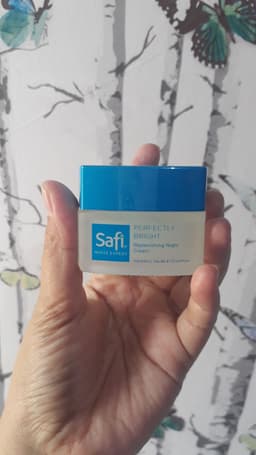 Safi
WHITE EXPERT
PERFECTLY
BRIGHT
Replenishing Night
Cream